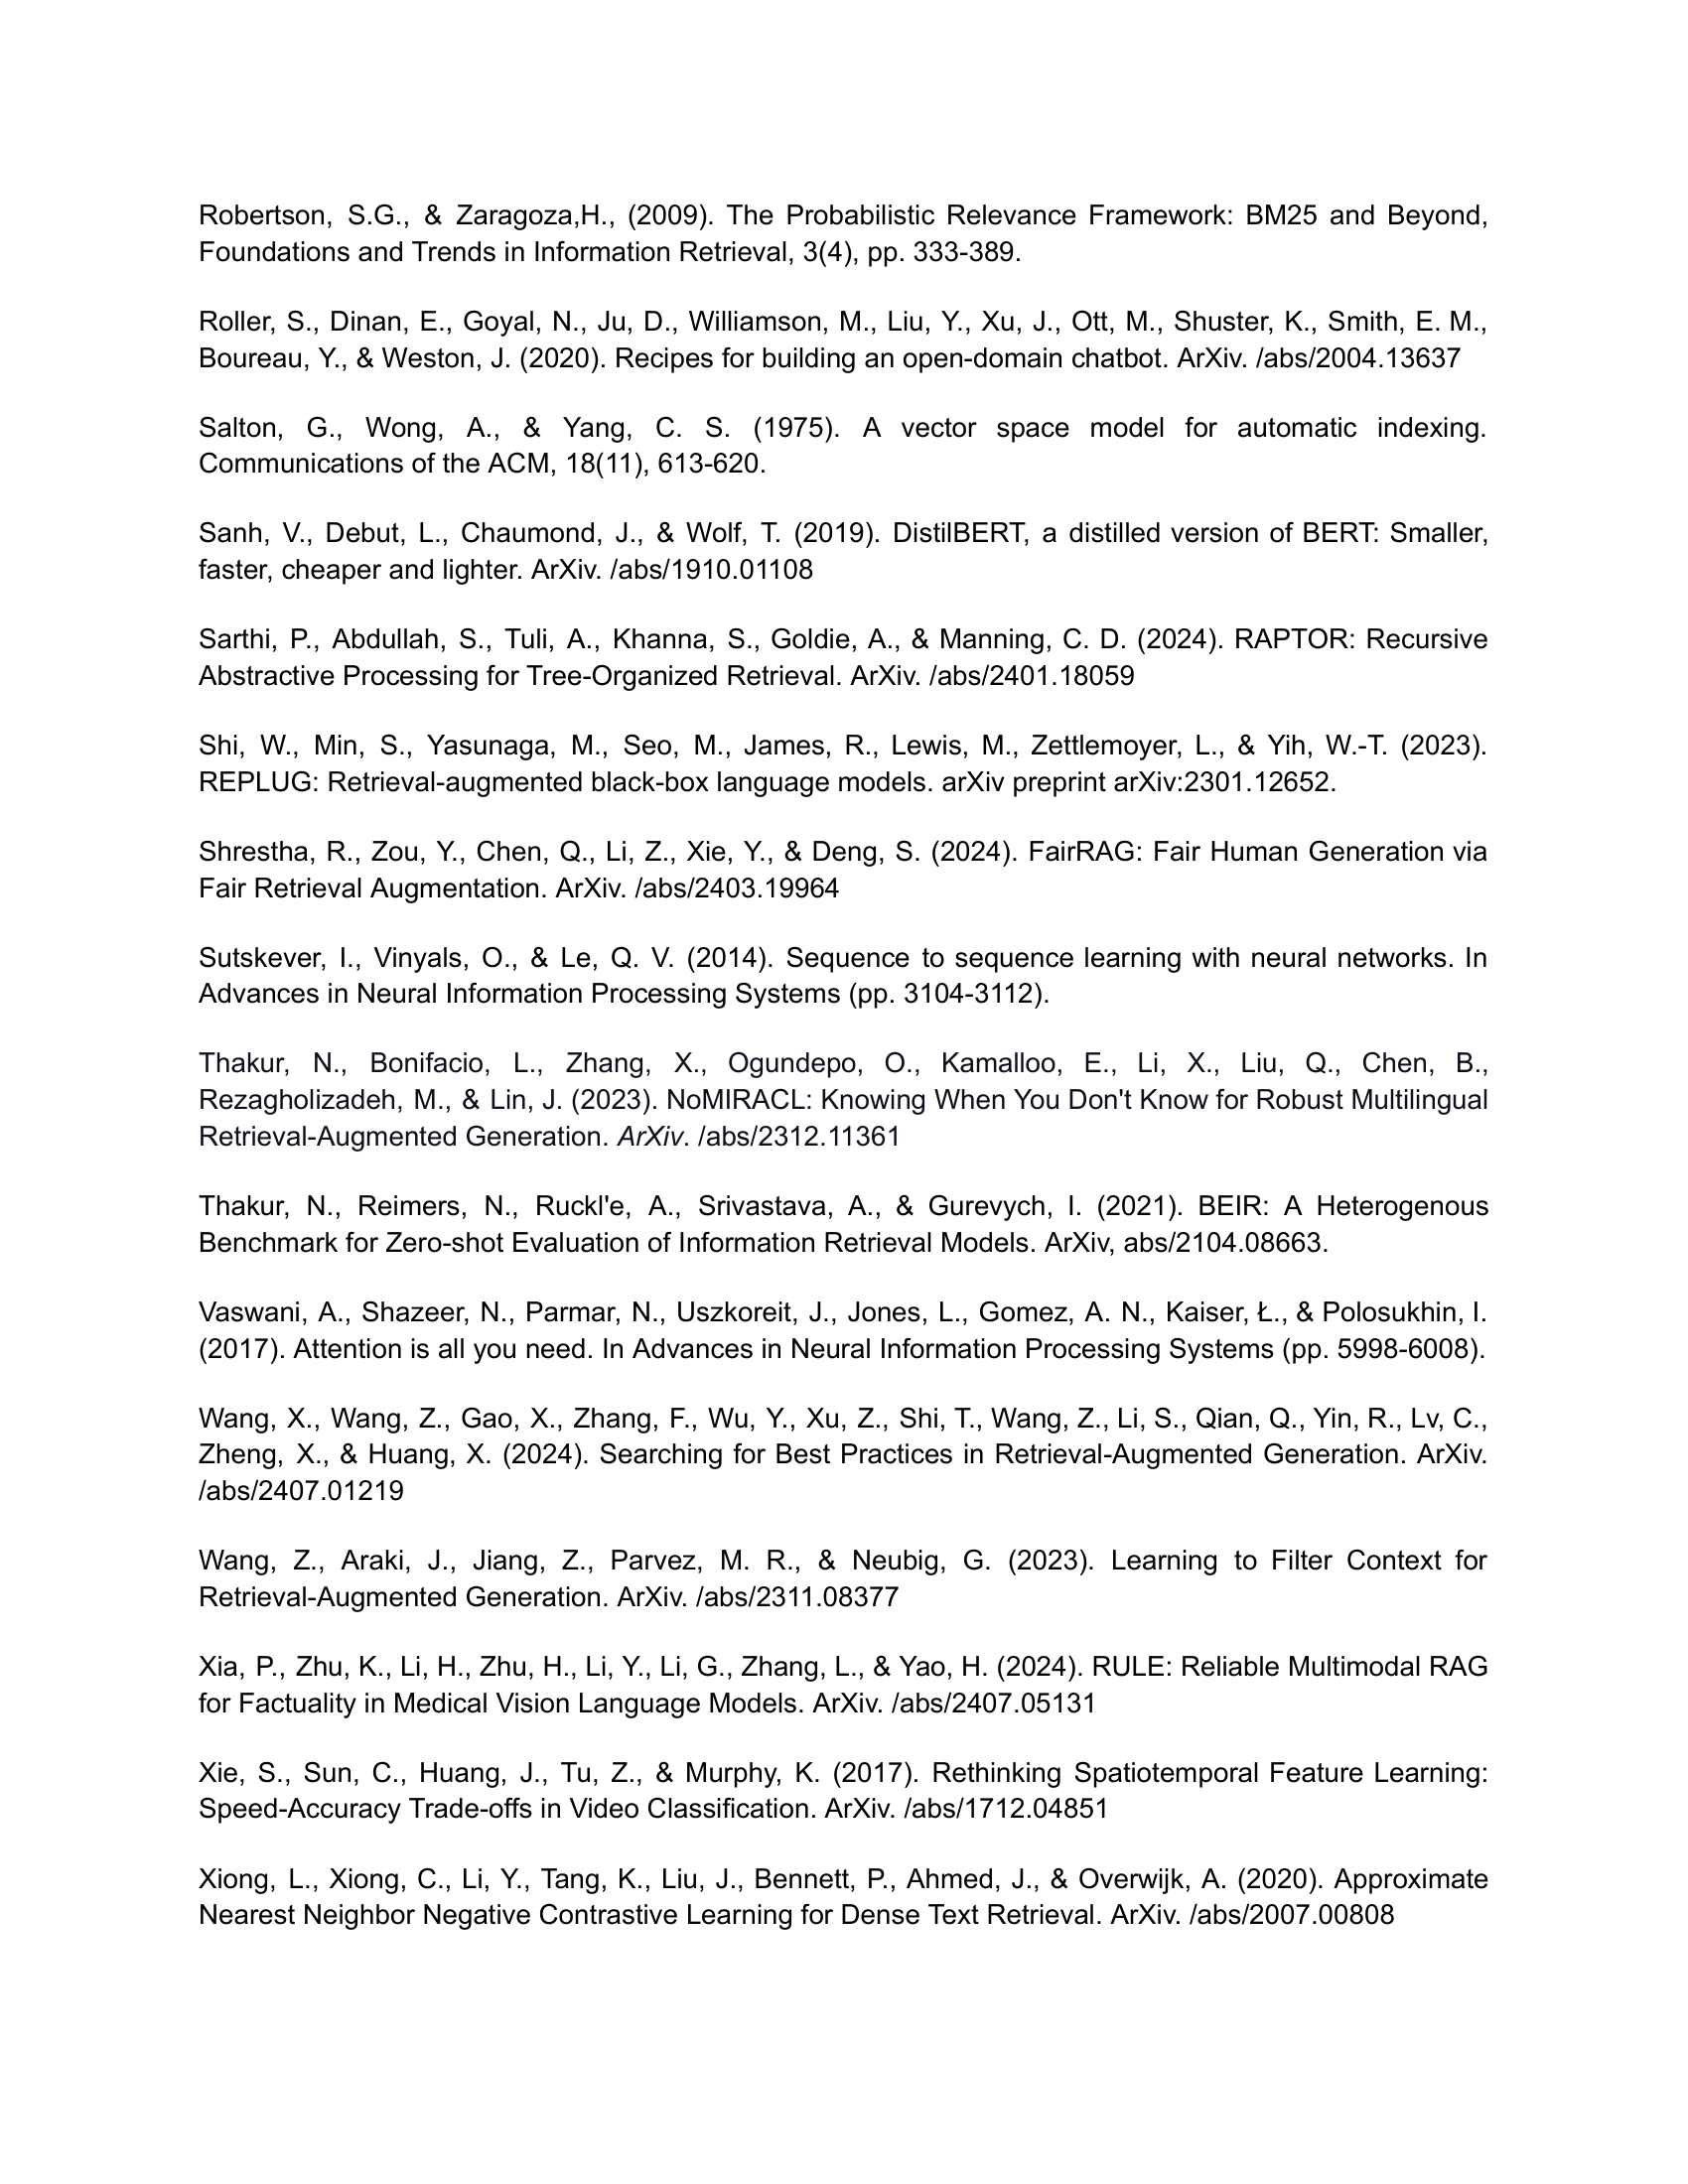 Robertson, S.G., & Zaragoza,H., (2009). The Probabilistic Relevance Framework: BM25 and Beyond,
Foundations and Trends in Information Retrieval, 3(4), pp. 333-389.
Roller, S., Dinan, E., Goyal, N., Ju, D., Williamson, M., Liu, Y., Xu, J., Ott, M., Shuster, K., Smith, E. M.,
Boureau, Y., & Weston, J. (2020). Recipes for building an open-domain chatbot. ArXiv. /abs/2004.13637
Salton, G., Wong, A., & Yang, C. S. (1975). A vector space model for automatic indexing.
Communications of the ACM, 18(11), 613-620.
Sanh, V., Debut, L., Chaumond, J., & Wolf, T. (2019). DistilBERT, a distilled version of BERT: Smaller,
faster, cheaper and lighter. ArXiv. /abs/1910.01108
Sarthi, P., Abdullah, S., Tuli, A., Khanna, S., Goldie, A., & Manning, C. D. (2024). RAPTOR: Recursive
Abstractive Processing for Tree-Organized Retrieval. ArXiv. /abs/2401.18059
Shi, W., Min, S., Yasunaga, M., Seo, M., James, R., Lewis, M., Zettlemoyer, L., & Yih, W.-T. (2023).
REPLUG: Retrieval-augmented black-box language models. arXiv preprint arXiv:2301.12652.
Shrestha, R., Zou, Y., Chen, Q., Li, Z., Xie, Y., & Deng, S. (2024). FairRAG: Fair Human Generation via
Fair Retrieval Augmentation. ArXiv. /abs/2403.19964
Sutskever, I., Vinyals, O., & Le, Q. V. (2014). Sequence to sequence learning with neural networks. In
Advances in Neural Information Processing Systems (pp. 3104-3112).
Thakur, N., Bonifacio, L., Zhang, X., Ogundepo, O., Kamalloo, E., Li, X., Liu, Q., Chen, B.,
Rezagholizadeh, M., & Lin, J. (2023). NoMIRACL: Knowing When You Don't Know for Robust Multilingual
Retrieval-Augmented Generation. ArXiv. /abs/2312.11361
Thakur, N., Reimers, N., Ruckl'e, A., Srivastava, A., & Gurevych, I. (2021). BEIR: A Heterogenous
Benchmark for Zero-shot Evaluation of Information Retrieval Models. ArXiv, abs/2104.08663.
Vaswani, A., Shazeer, N., Parmar, N., Uszkoreit, J., Jones, L., Gomez, A. N., Kaiser, Ł., & Polosukhin, I.
(2017). Attention is all you need. In Advances in Neural Information Processing Systems (pp. 5998-6008).
Wang, X., Wang, Z., Gao, X., Zhang, F., Wu, Y., Xu, Z., Shi, T., Wang, Z., Li, S., Qian, Q., Yin, R., Lv, C.,
Zheng, X., & Huang, X. (2024). Searching for Best Practices in Retrieval-Augmented Generation. ArXiv.
/abs/2407.01219
Wang, Z., Araki, J., Jiang, Z., Parvez, M. R., & Neubig, G. (2023). Learning to Filter Context for
Retrieval-Augmented Generation. ArXiv. /abs/2311.08377
Xia, P., Zhu, K., Li, H., Zhu, H., Li, Y., Li, G., Zhang, L., & Yao, H. (2024). RULE: Reliable Multimodal RAG
for Factuality in Medical Vision Language Models. ArXiv. /abs/2407.05131
Xie, S., Sun, C., Huang, J., Tu, Z., & Murphy, K. (2017). Rethinking Spatiotemporal Feature Learning:
Speed-Accuracy Trade-offs in Video Classification. ArXiv. /abs/1712.04851
Xiong, L., Xiong, C., Li, Y., Tang, K., Liu, J., Bennett, P., Ahmed, J., & Overwijk, A. (2020). Approximate
Nearest Neighbor Negative Contrastive Learning for Dense Text Retrieval. ArXiv. /abs/2007.00808